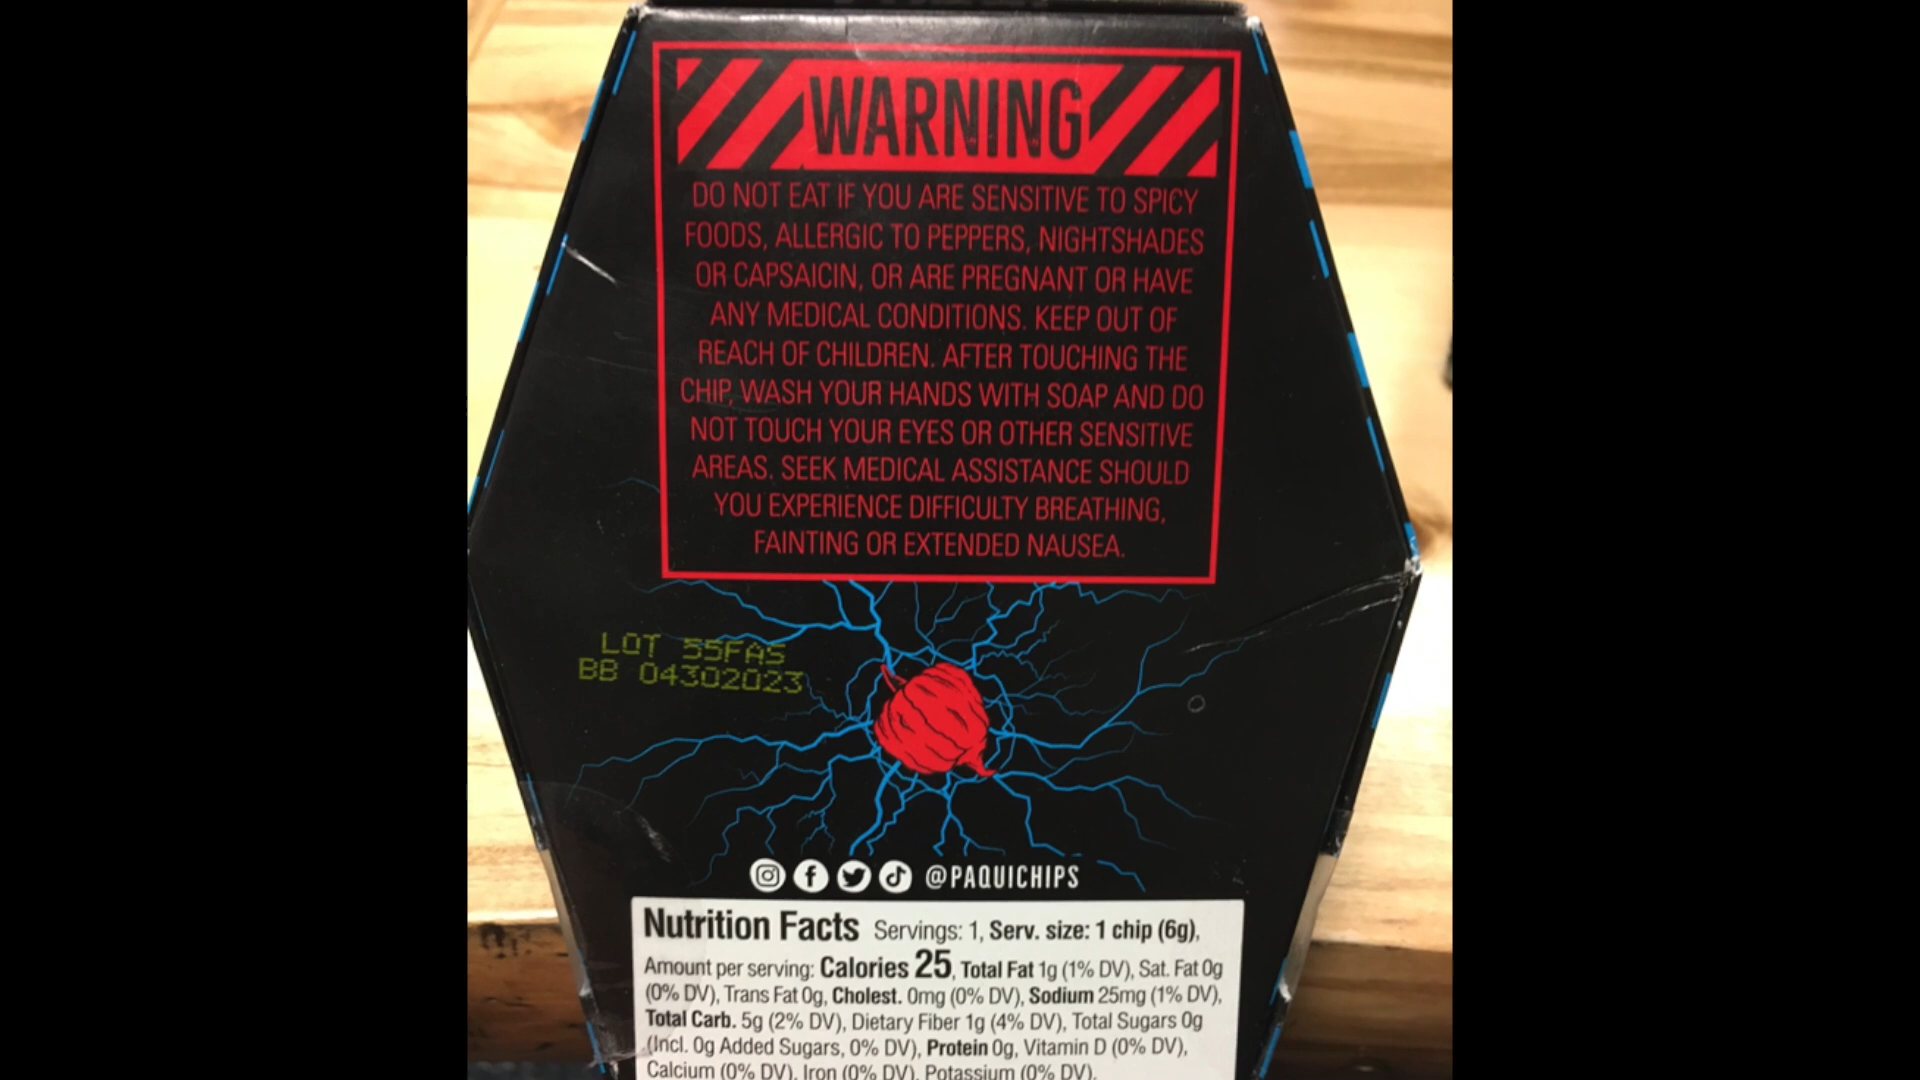 WARNING
DO NOT EAT IF YOU ARE SENSITIVE TO SPICY
FOODS, ALLERGIC TO PEPPERS, NIGHTSHADES
OR CAPSAICIN, OR ARE PREGNANT OR HAVE
ANY MEDICAL CONDITIONS. KEEP OUT OF
REACH OF CHILDREN. AFTER TOUCHING THE
CHIP, WASH YOUR HANDS WITH SOAP AND DO
NOT TOUCH YOUR EYES OR OTHER SENSITIVE
AREAS. SEEK MEDICAL ASSISTANCE SHOULD
YOU EXPERIENCE DIFFICULTY BREATHING,
FAINTING OR EXTENDED NAUSEA.
LOT 55FAS
BB 04302023
@PAQUICHIPS
Nutrition Facts Servings: 1, Serv. size: 1 chip (6g),
Amount per serving: Calories 25, Total Fat 1g (1% DV), Sat. Fat 0g
(0% DV), Trans Fat 0g, Cholest. 0mg (0% DV), Sodium 25mg (1% DV),
Total Carb. 5g (2% DV), Dietary Fiber 1g (4% DV), Total Sugars 0g
(Incl. 0g Added Sugars, 0% DV), Protein 0g, Vitamin D (0% DV),
Calcium (0% DV), Iron (0% DV), Potassium (0% DV).